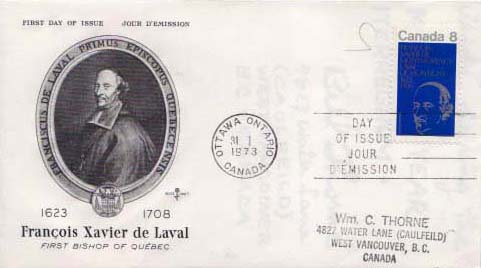 FIRST DAY OF ISSUE JOUR D'ÉMISSION
FRANCISCUS DE LAVAL PRIMUS EPISCOPUS QUEBECENSIS
1623 1708
François Xavier de Laval
FIRST BISHOP OF QUÉBEC
Canada 8
OTTAWA ONTARIO
31 I
1973
CANADA
DAY
OF ISSUE
JOUR
D'ÉMISSION
Wm. C. THORNE
4827 WATER LANE (CAULFEILD)
WEST VANCOUVER, B. C.
CANADA